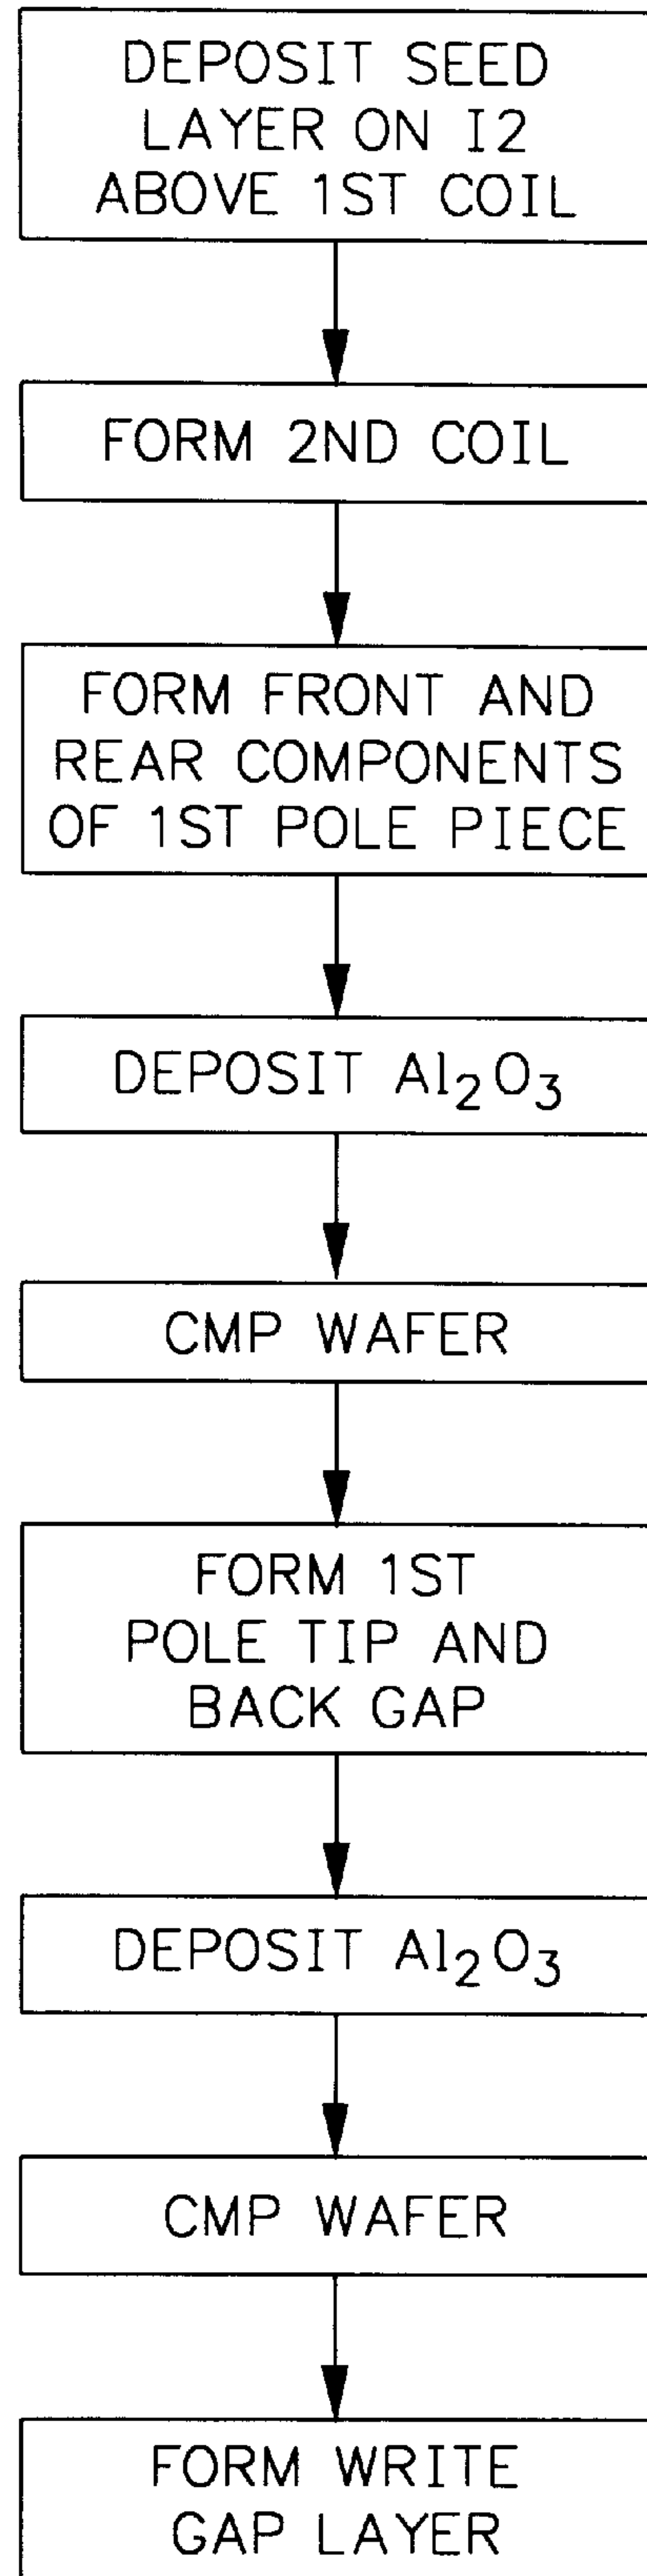 DEPOSIT SEED
LAYER ON I2
ABOVE 1ST COIL
FORM 2ND COIL
FORM FRONT AND
REAR COMPONENTS
OF 1ST POLE PIECE
DEPOSIT Al₂O₃
CMP WAFER
FORM 1ST
POLE TIP AND
BACK GAP
DEPOSIT Al₂O₃
CMP WAFER
FORM WRITE
GAP LAYER